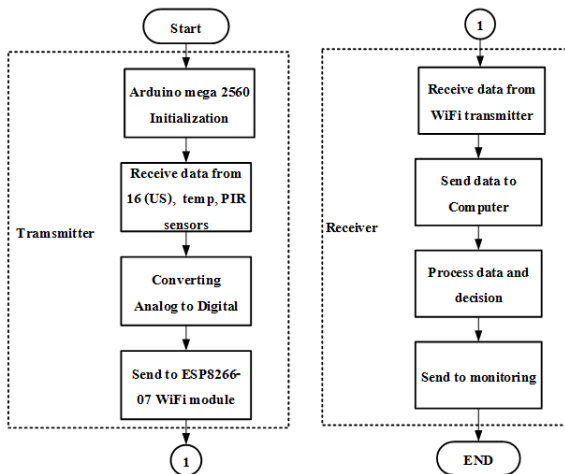 Start
Arduino mega 2560
Initialization
Receive data from
16 (US), temp, PIR
sensors
Tramsmitter
Converting
Analog to Digital
Send to ESP8266-
07 WiFi module
1
1
Receive data from
WiFi transmitter
Send data to
Computer
Receiver
Process data and
decision
Send to monitoring
END